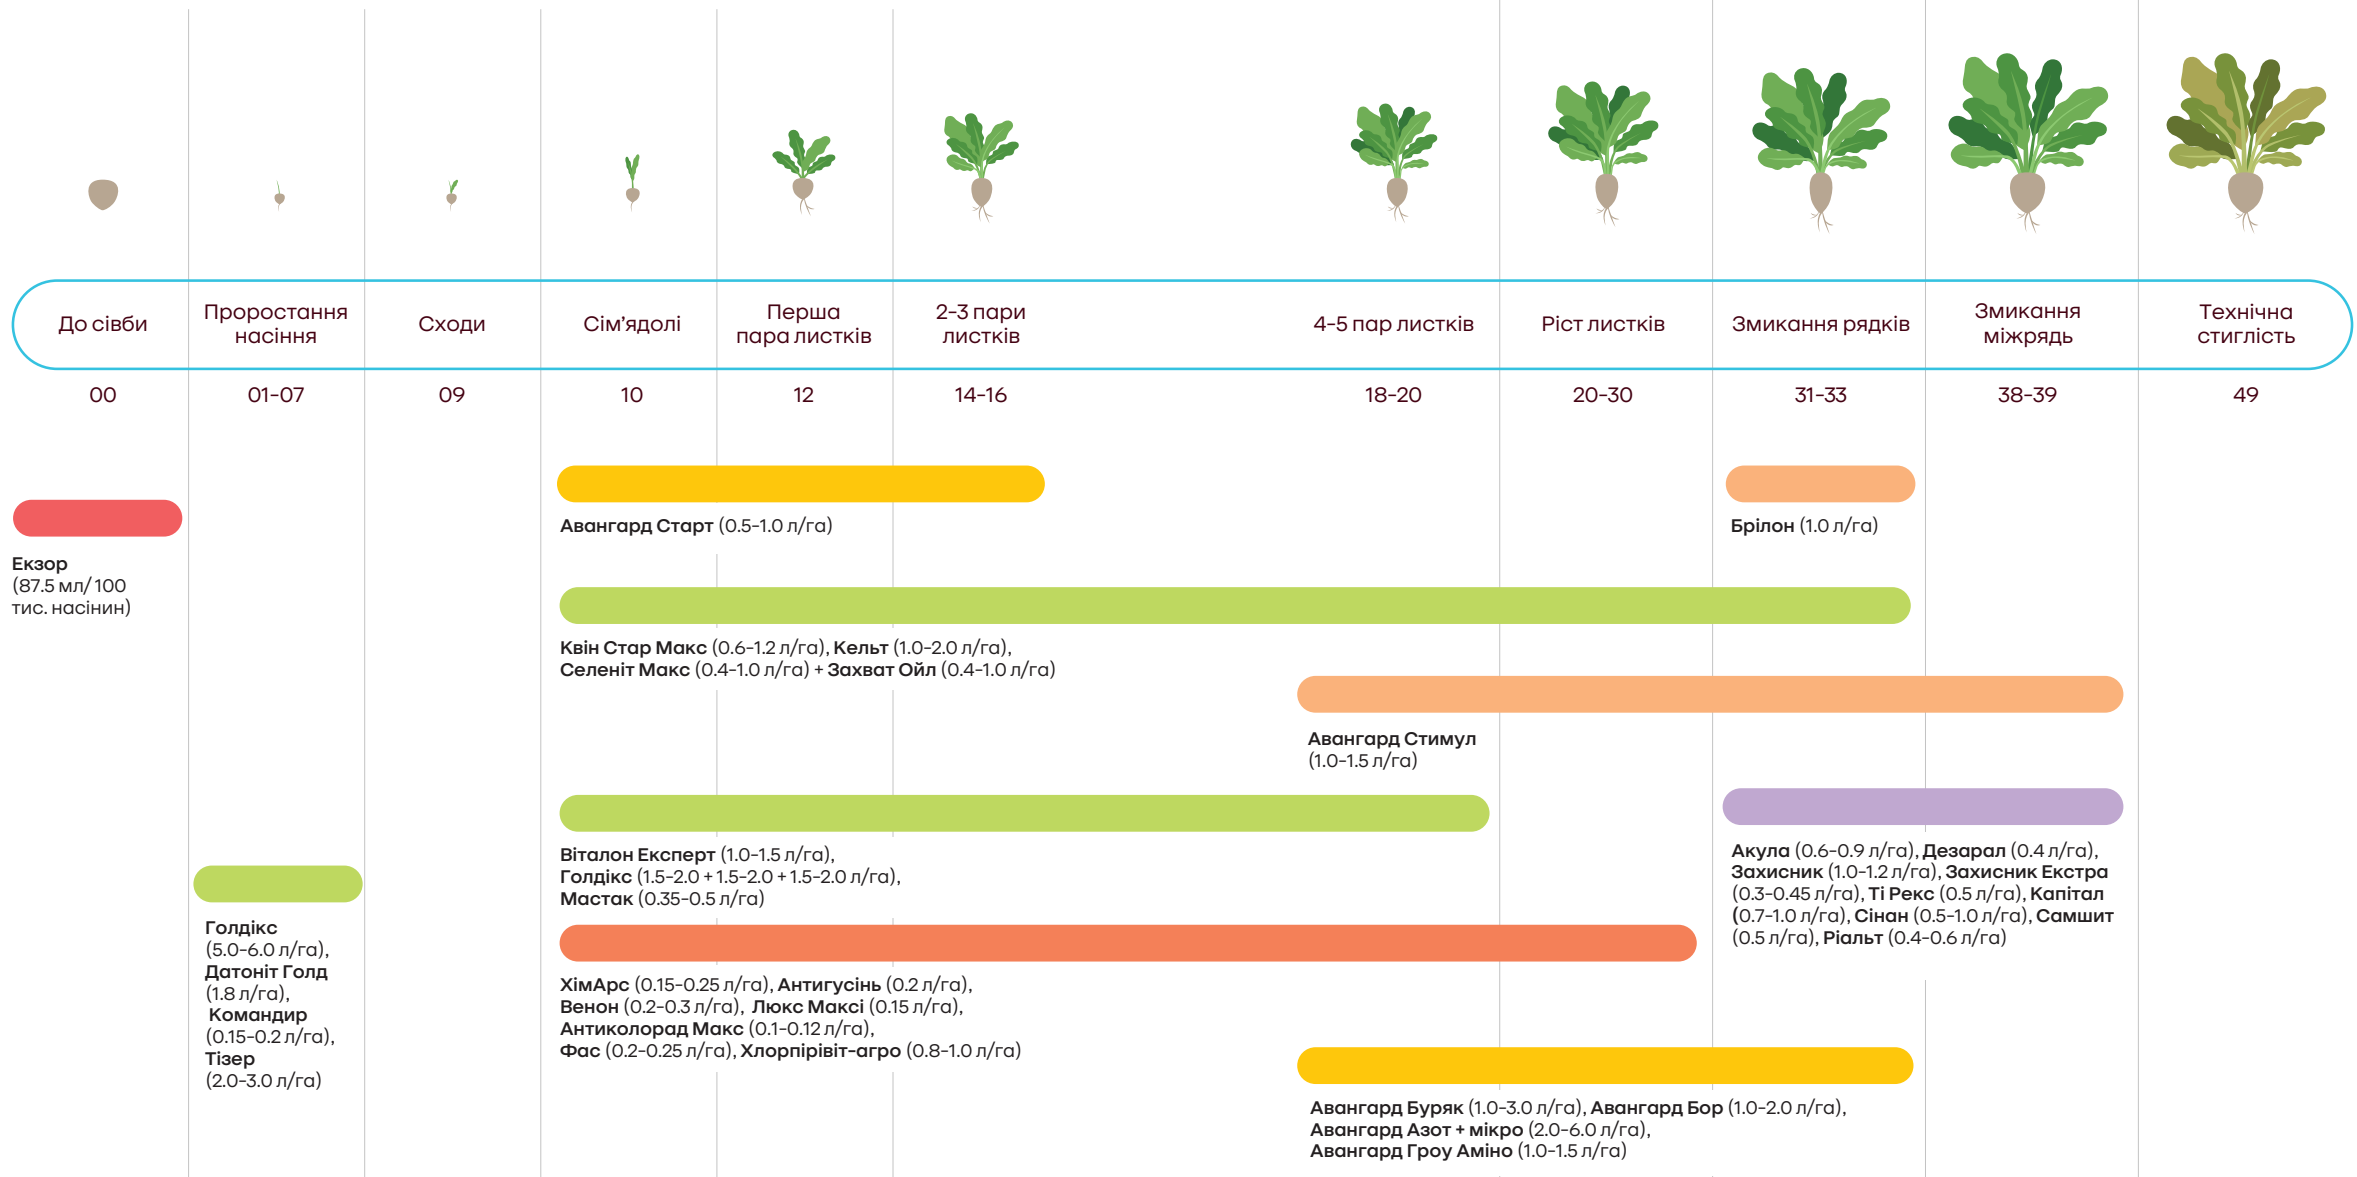 До сівби
Проростання
насіння
Сходи
Сім’ядолі
Перша
пара листків
2-3 пари
листків
4-5 пар листків
Ріст листків
Змикання рядків
Змикання
міжрядь
Технічна
стиглість
00
01-07
09
10
12
14-16
18-20
20-30
31-33
38-39
49
Екзор
(87.5 мл/100
тис. насінин)
Голдікс
(5.0-6.0 л/га),
Датоніт Голд
(1.8 л/га),
Командир
(0.15-0.2 л/га),
Тізер
(2.0-3.0 л/га)
Авангард Старт (0.5-1.0 л/га)
Брілон (1.0 л/га)
Квін Стар Макс (0.6-1.2 л/га), Кельт (1.0-2.0 л/га),
Селеніт Макс (0.4-1.0 л/га) + Захват Ойл (0.4-1.0 л/га)
Авангард Стимул
(1.0-1.5 л/га)
Віталон Експерт (1.0-1.5 л/га),
Голдікс (1.5-2.0 + 1.5-2.0 + 1.5-2.0 л/га),
Мастак (0.35-0.5 л/га)
Акула (0.6-0.9 л/га), Дезарал (0.4 л/га),
Захисник (1.0-1.2 л/га), Захисник Екстра
(0.3-0.45 л/га), Ті Рекс (0.5 л/га), Капітал
(0.7-1.0 л/га), Сінан (0.5-1.0 л/га), Самшит
(0.5 л/га), Ріальт (0.4-0.6 л/га)
ХімАрс (0.15-0.25 л/га), Антигусінь (0.2 л/га),
Венон (0.2-0.3 л/га), Люкс Максі (0.15 л/га),
Антиколорад Макс (0.1-0.12 л/га),
Фас (0.2-0.25 л/га), Хлорпірівіт-агро (0.8-1.0 л/га)
Авангард Буряк (1.0-3.0 л/га), Авангард Бор (1.0-2.0 л/га),
Авангард Азот + мікро (2.0-6.0 л/га),
Авангард Гроу Аміно (1.0-1.5 л/га)